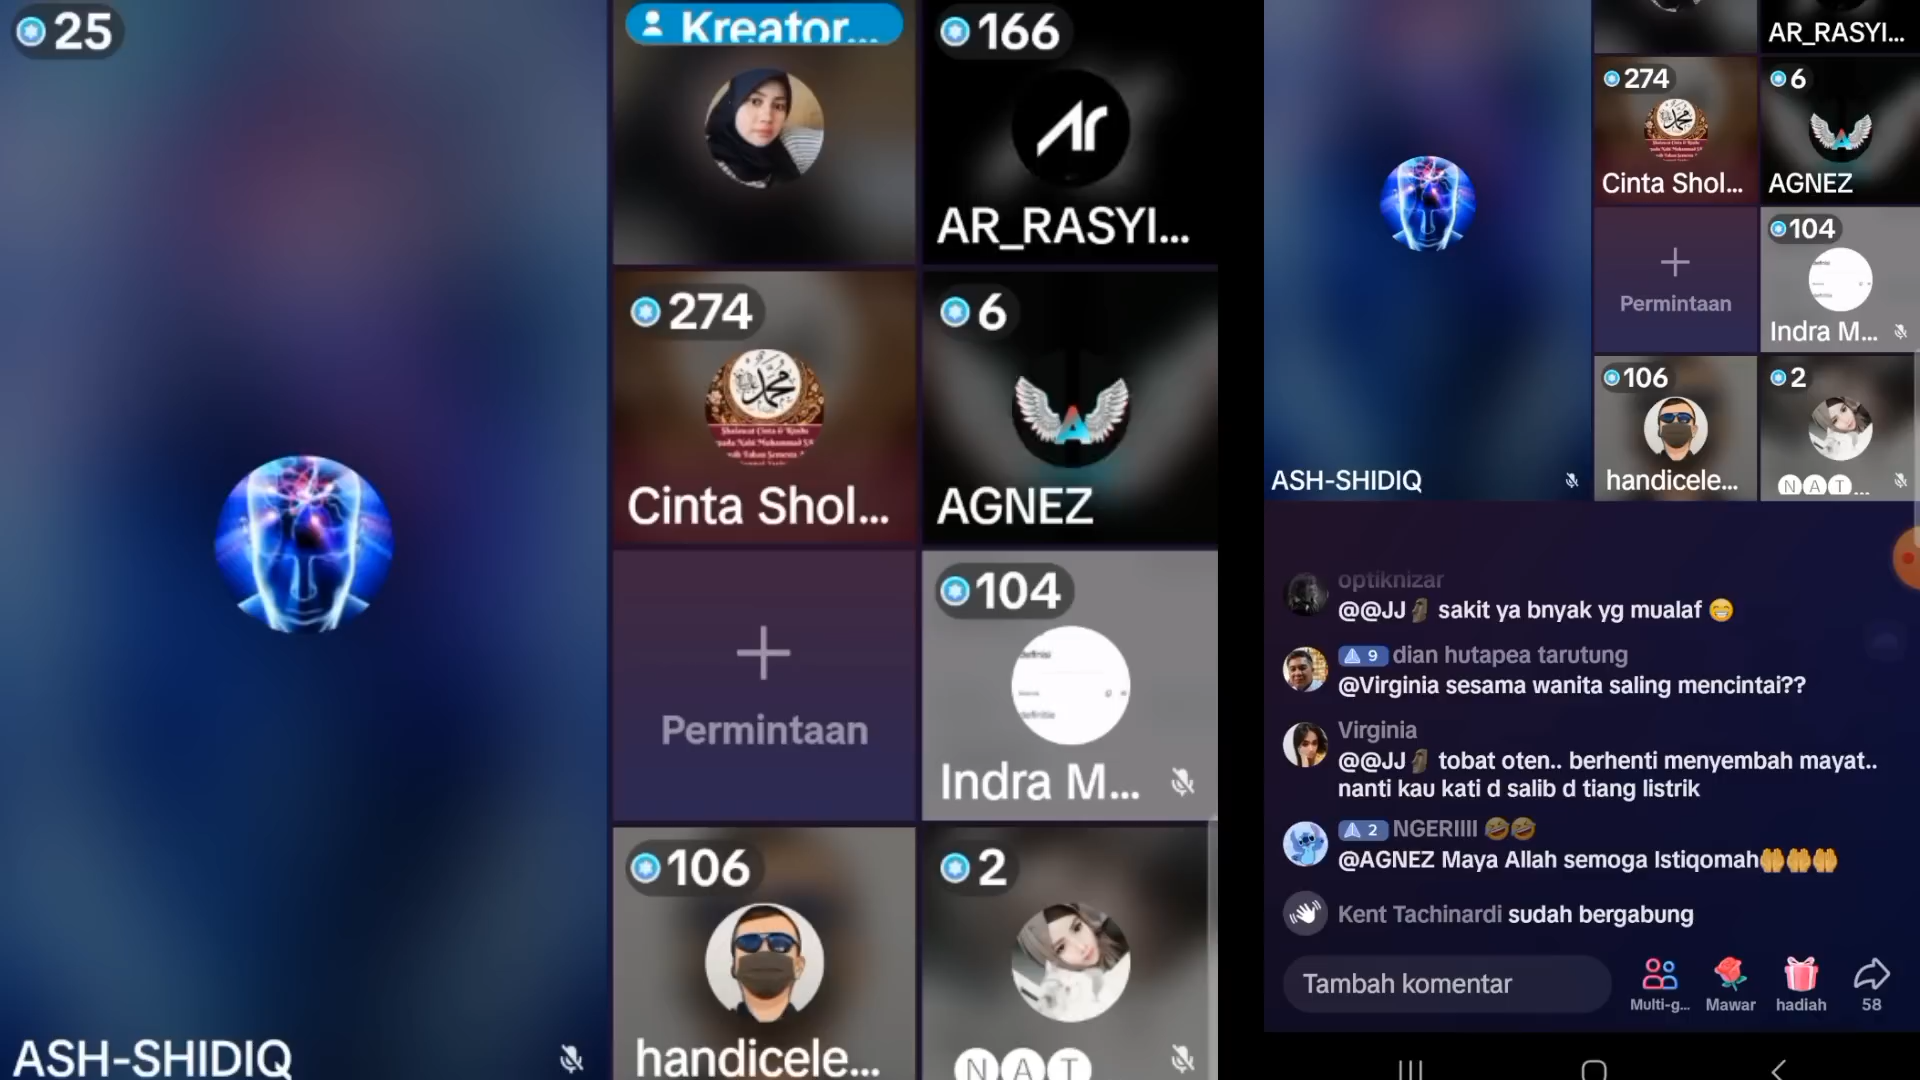 25
Kreator...
166
AR_RASYI...
274
Cinta Shol...
6
AGNEZ
Permintaan
104
Indra M...
106
handicele...
2
NAT
ASH-SHIDIQ
AR_RASYI...
274
Cinta Shol...
6
AGNEZ
Permintaan
104
Indra M...
106
handicele...
2
NAT...
ASH-SHIDIQ
optiknizar
@@JJ🗿 sakit ya bnyak yg mualaf 😁
9 dian hutapea tarutung
@Virginia sesama wanita saling mencintai??
Virginia
@@JJ🗿 tobat oten.. berhenti menyembah mayat..
nanti kau kati d salib d tiang listrik
2 NGERIIII 🤣🤣
@AGNEZ Maya Allah semoga Istiqomah🤲🤲🤲
Kent Tachinardi sudah bergabung
Tambah komentar
Multi-g...
Mawar
hadiah
58